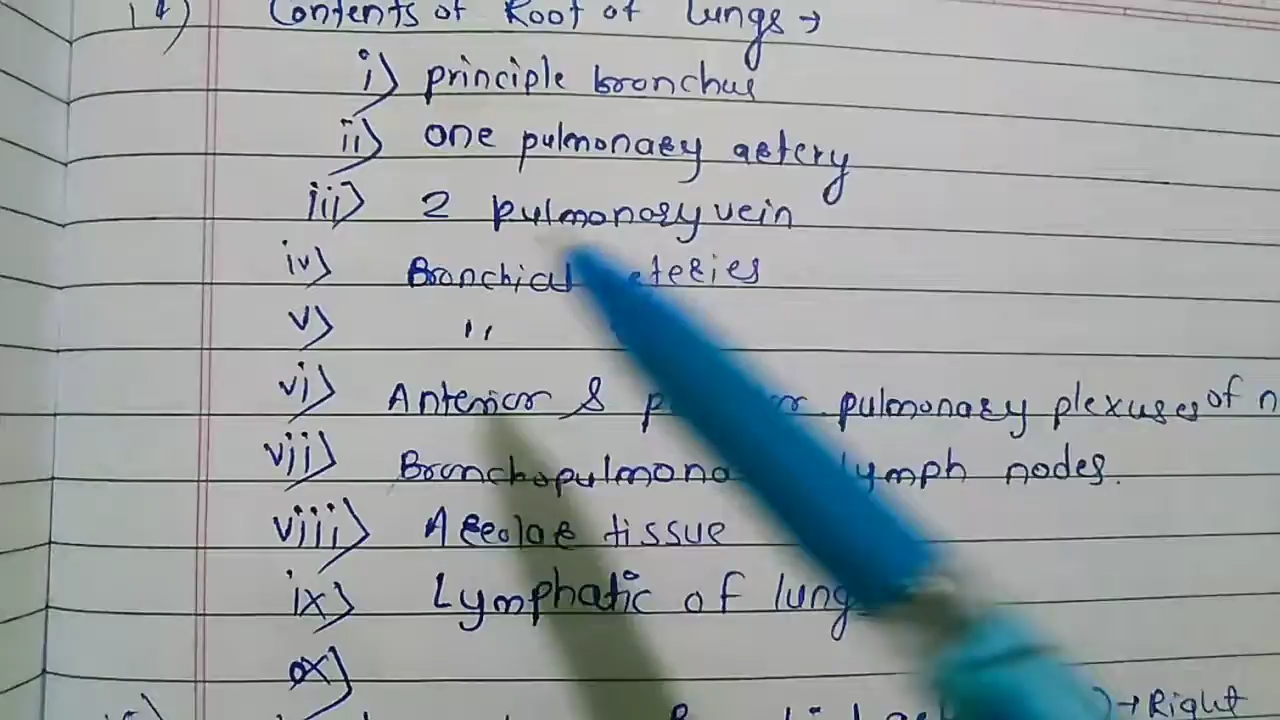 14) Contents of Root of Lungs →
i) principle bronchus
ii) one pulmonary artery
iii) 2 pulmonary vein
iv) Bronchial
v) ''
vi) Anterior & pulmonary plexuses of
vii) lymph nodes.
viii) Areolar tissue
ix) Lymphatic of lung
x)
→ Right